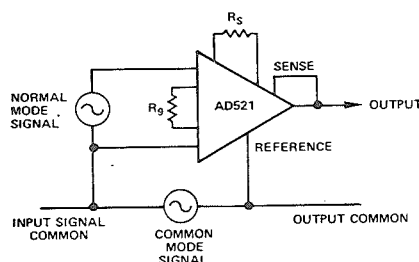 RS
SENSE
NORMAL
MODE
SIGNAL
Rg
AD521
OUTPUT
REFERENCE
INPUT SIGNAL
COMMON
COMMON
MODE
SIGNAL
OUTPUT COMMON